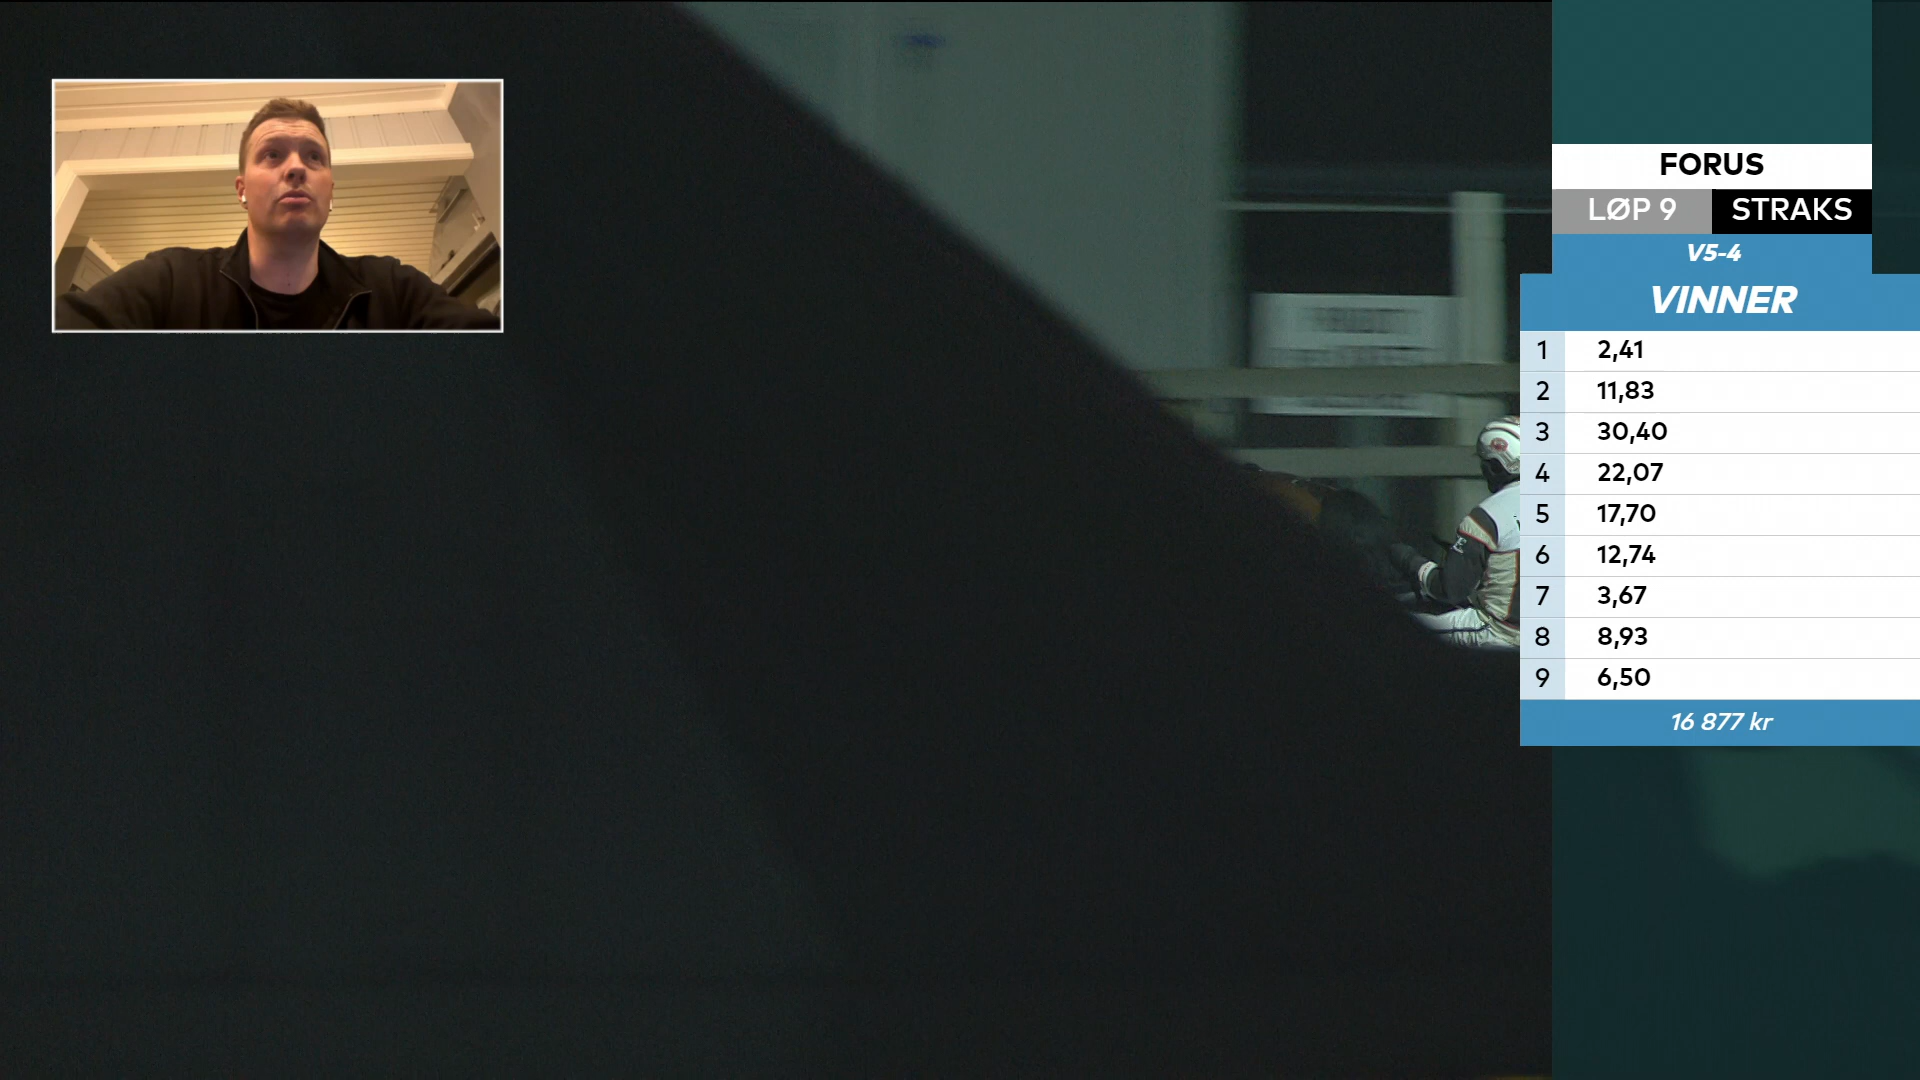 FORUS
LØP 9 STRAKS
V5-4
VINNER
1 2,41
2 11,83
3 30,40
4 22,07
5 17,70
6 12,74
7 3,67
8 8,93
9 6,50
16 877 kr